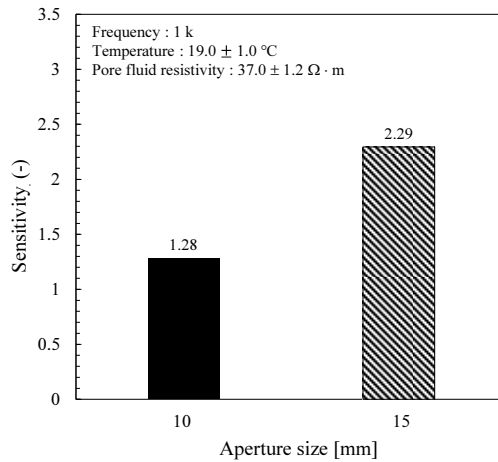 3.5
Frequency : 1 k
Temperature : 19.0 ± 1.0 ℃
Pore fluid resistivity : 37.0 ± 1.2 Ω · m
3
2.5
2.29
2
Sensitivity. (-)
1.5
1.28
1
0.5
0
10
15
Aperture size [mm]